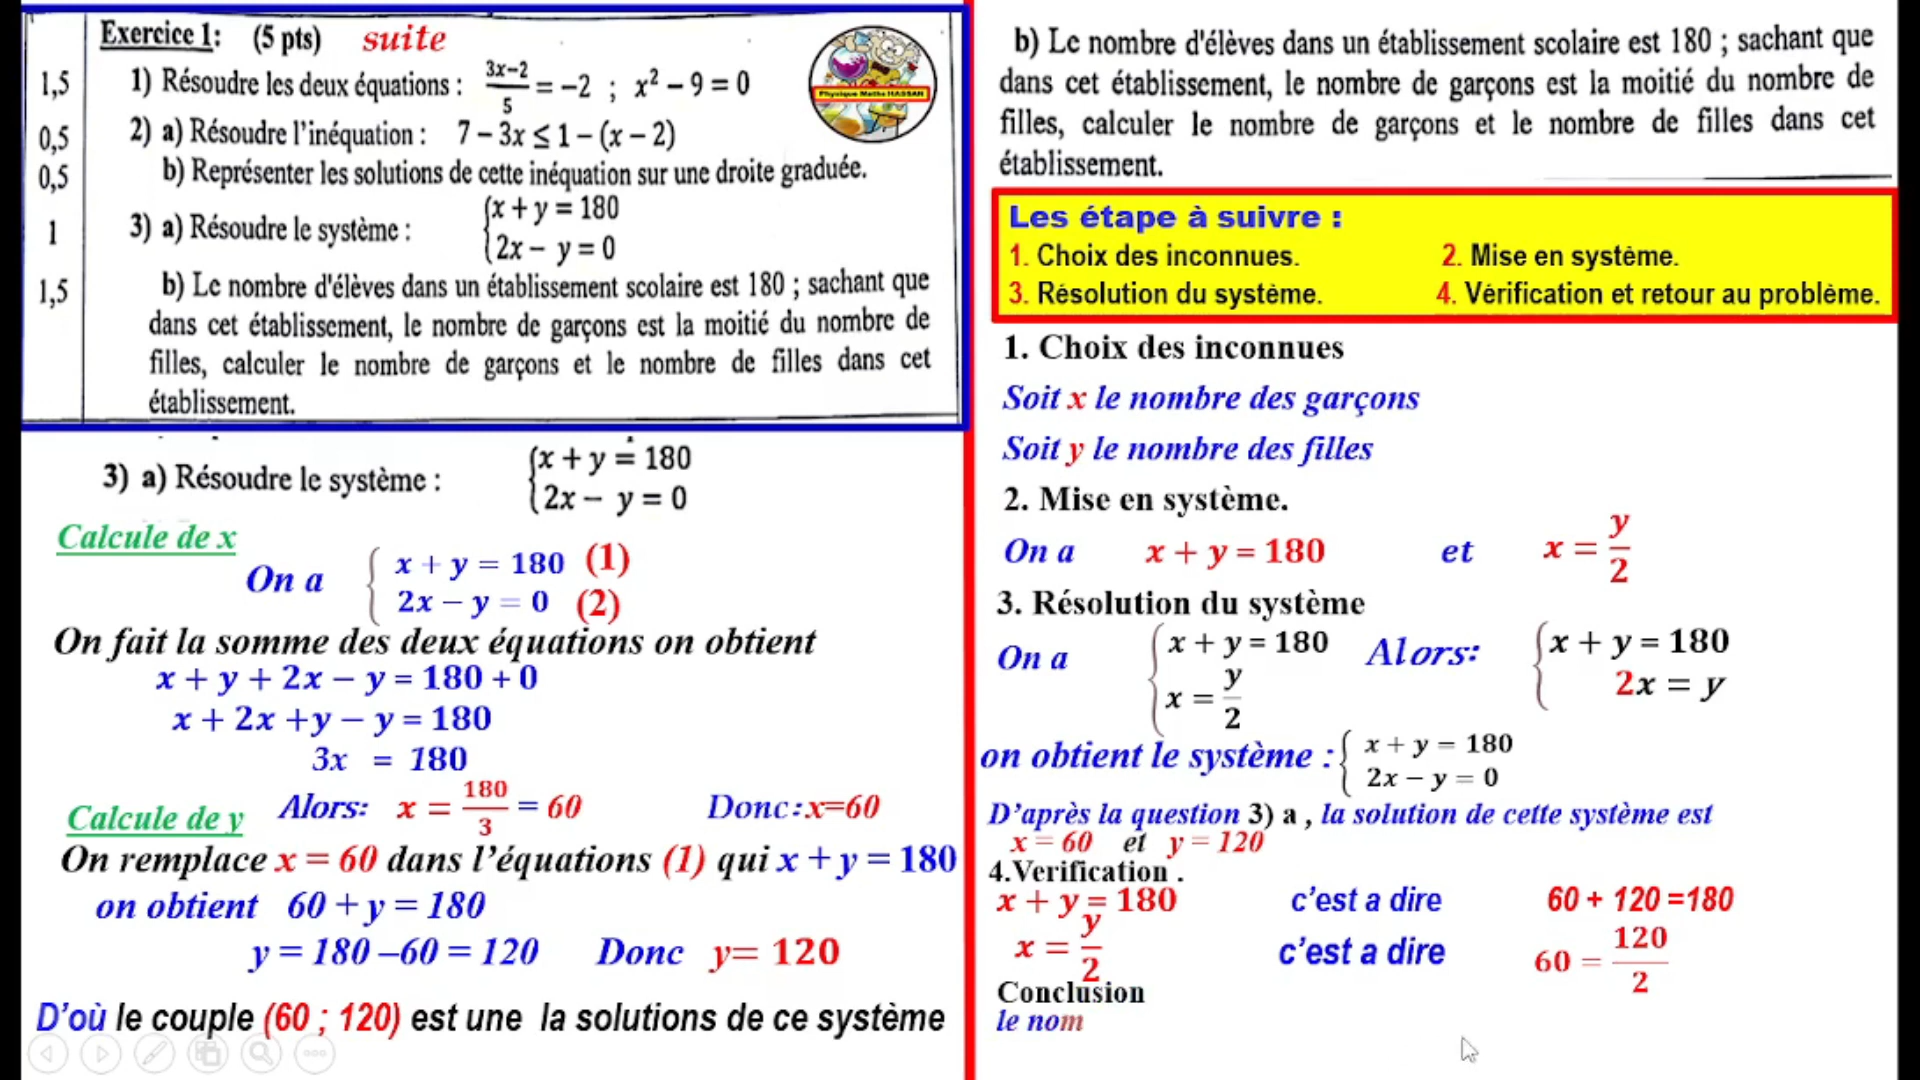 Exercice 1: (5 pts) suite
1,5 1) Résoudre les deux équations : \frac{3x-2}{5} = -2 ; x² - 9 = 0
0,5 2) a) Résoudre l'inéquation : 7 - 3x ≤ 1 - (x - 2)
0,5 b) Représenter les solutions de cette inéquation sur une droite graduée.
1 3) a) Résoudre le système : { x + y = 180
2x - y = 0
1,5 b) Le nombre d'élèves dans un établissement scolaire est 180 ; sachant que
dans cet établissement, le nombre de garçons est la moitié du nombre de
filles, calculer le nombre de garçons et le nombre de filles dans cet
établissement.
Physique Maths HASSAN
3) a) Résoudre le système : { x + y = 180
2x - y = 0
Calcule de x
On a { x + y = 180 (1)
2x - y = 0 (2)
On fait la somme des deux équations on obtient
x + y + 2x - y = 180 + 0
x + 2x +y - y = 180
3x = 180
Alors: x = \frac{180}{3} = 60 Donc:x=60
Calcule de y
On remplace x = 60 dans l'équations (1) qui x + y = 180
on obtient 60 + y = 180
y = 180 –60 = 120 Donc y= 120
D'où le couple (60 ; 120) est une la solutions de ce système
b) Le nombre d'élèves dans un établissement scolaire est 180 ; sachant que
dans cet établissement, le nombre de garçons est la moitié du nombre de
filles, calculer le nombre de garçons et le nombre de filles dans cet
établissement.
Les étape à suivre :
1. Choix des inconnues. 2. Mise en système.
3. Résolution du système. 4. Vérification et retour au problème.
1. Choix des inconnues
Soit x le nombre des garçons
Soit y le nombre des filles
2. Mise en système.
On a x + y = 180 et x = \frac{y}{2}
3. Résolution du système
On a { x + y = 180 Alors: { x + y = 180
x = \frac{y}{2} 2x = y
on obtient le système : { x + y = 180
2x - y = 0
D'après la question 3) a , la solution de cette système est
x = 60 et y = 120
4.Verification .
x + y = 180 c'est a dire 60 + 120 =180
x = \frac{y}{2} c'est a dire 60 = \frac{120}{2}
Conclusion
le nom